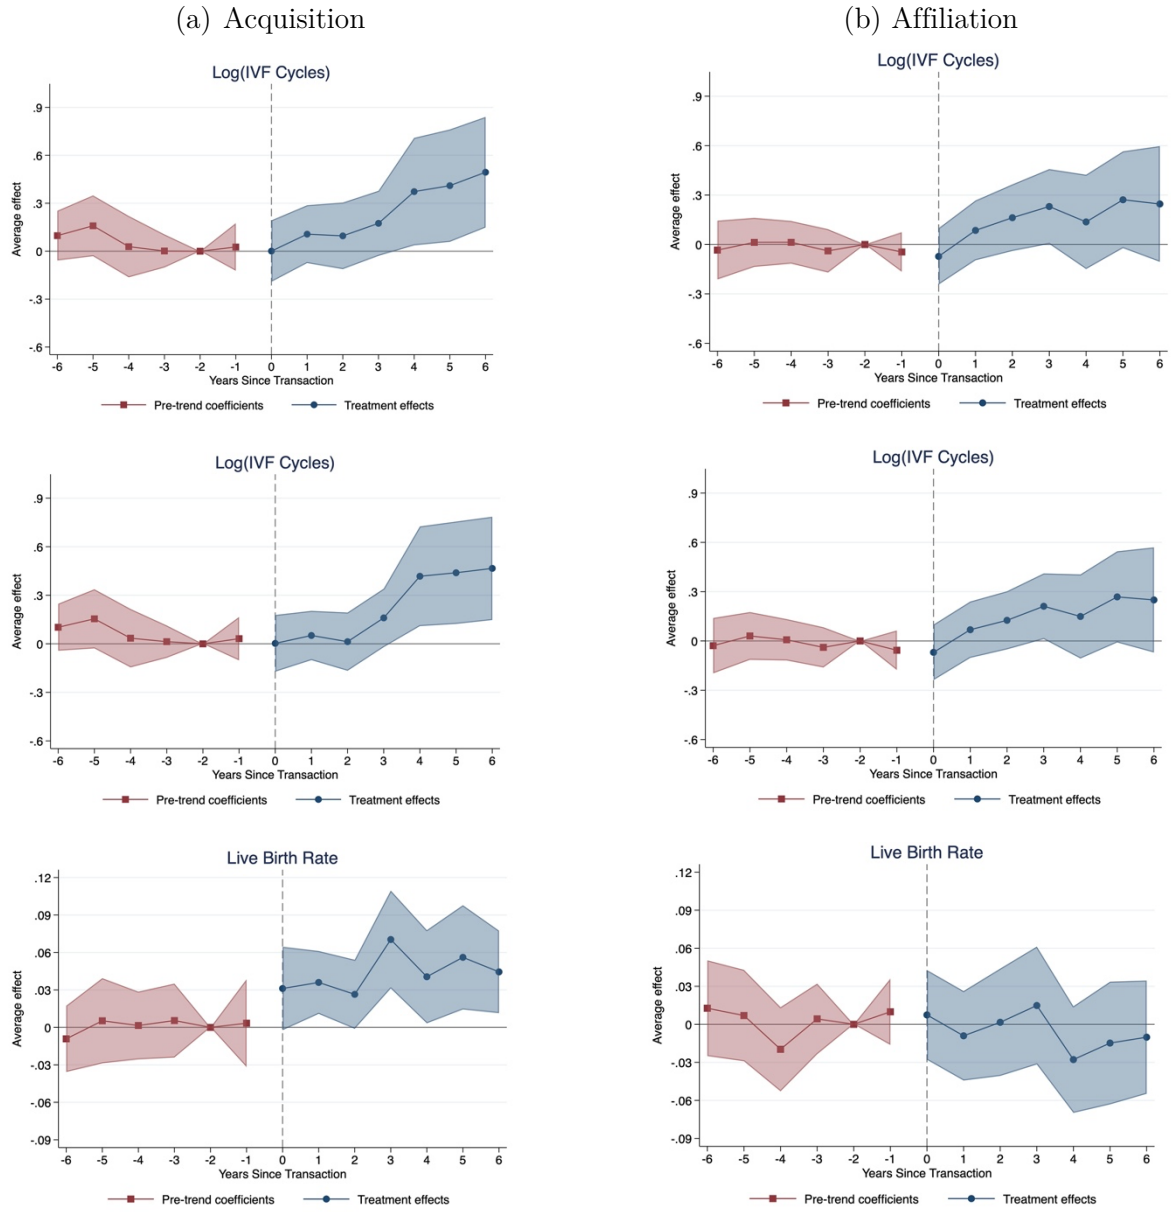 (a) Acquisition
(b) Affiliation
Log(IVF Cycles)
Average effect
.9
.6
.3
0
-.3
-.6
-6 -5 -4 -3 -2 -1 0 1 2 3 4 5 6
Years Since Transaction
Pre-trend coefficients Treatment effects
Log(IVF Cycles)
Average effect
.9
.6
.3
0
-.3
-.6
-6 -5 -4 -3 -2 -1 0 1 2 3 4 5 6
Years Since Transaction
Pre-trend coefficients Treatment effects
Log(IVF Cycles)
Average effect
.9
.6
.3
0
-.3
-.6
-6 -5 -4 -3 -2 -1 0 1 2 3 4 5 6
Years Since Transaction
Pre-trend coefficients Treatment effects
Log(IVF Cycles)
Average effect
.9
.6
.3
0
-.3
-.6
-6 -5 -4 -3 -2 -1 0 1 2 3 4 5 6
Years Since Transaction
Pre-trend coefficients Treatment effects
Live Birth Rate
Average effect
.12
.09
.06
.03
0
-.03
-.06
-.09
-6 -5 -4 -3 -2 -1 0 1 2 3 4 5 6
Years Since Transaction
Pre-trend coefficients Treatment effects
Live Birth Rate
Average effect
.12
.09
.06
.03
0
-.03
-.06
-.09
-6 -5 -4 -3 -2 -1 0 1 2 3 4 5 6
Years Since Transaction
Pre-trend coefficients Treatment effects